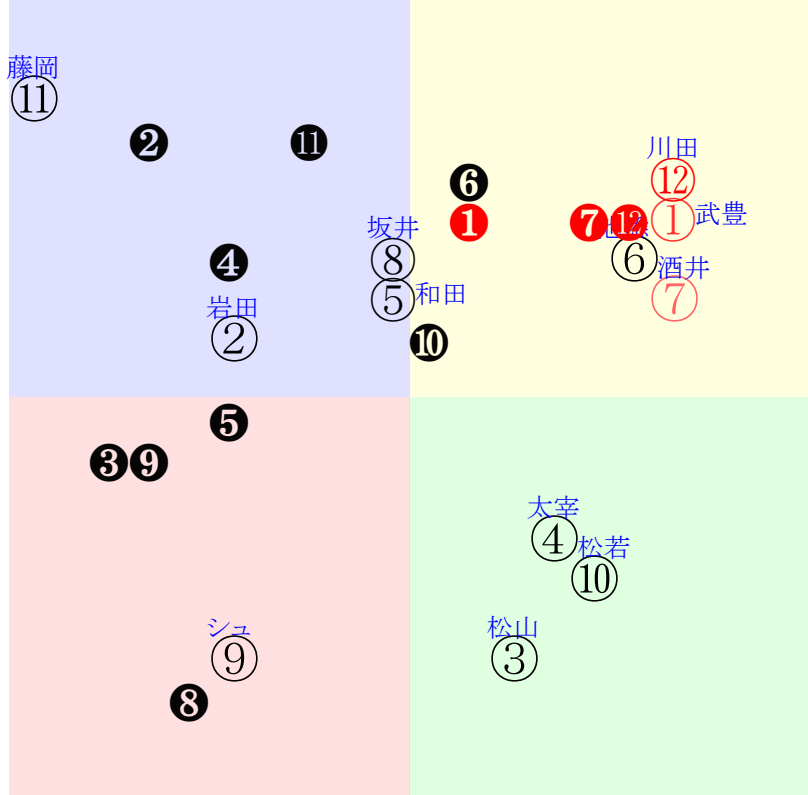 藤岡
⑪
❷
⓫
川田
⑫
❻
❶
❼
⓬
①
武豊
坂井
⑧
❹
⑥
酒井
⑦
⑤
和田
岩田
②
❿
❺
❸❾
太宰
④
松若
⑩
シュ
⑨
松山
③
❽